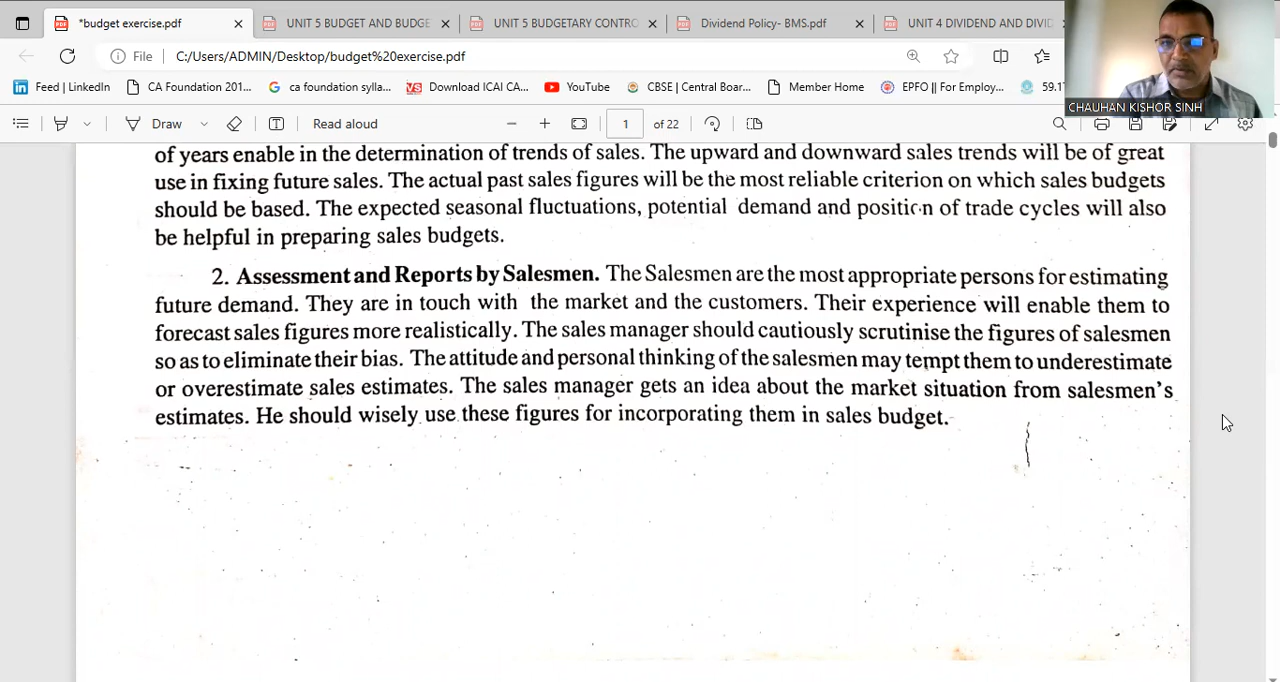 *budget exercise.pdf
UNIT 5 BUDGET AND BUDGE
UNIT 5 BUDGETARY CONTRO
Dividend Policy- BMS.pdf
UNIT 4 DIVIDEND AND DIVID
File
C:/Users/ADMIN/Desktop/budget%20exercise.pdf
Feed | LinkedIn
CA Foundation 201...
ca foundation sylla...
Download ICAI CA...
YouTube
CBSE | Central Boar...
Member Home
EPFO || For Employ...
59.1
CHAUHAN KISHOR SINH
Draw
Read aloud
1
of 22
of years enable in the determination of trends of sales. The upward and downward sales trends will be of great
use in fixing future sales. The actual past sales figures will be the most reliable criterion on which sales budgets
should be based. The expected seasonal fluctuations, potential demand and position of trade cycles will also
be helpful in preparing sales budgets.
2. Assessment and Reports by Salesmen. The Salesmen are the most appropriate persons for estimating
future demand. They are in touch with the market and the customers. Their experience will enable them to
forecast sales figures more realistically. The sales manager should cautiously scrutinise the figures of salesmen
so as to eliminate their bias. The attitude and personal thinking of the salesmen may tempt them to underestimate
or overestimate sales estimates. The sales manager gets an idea about the market situation from salesmen's
estimates. He should wisely use these figures for incorporating them in sales budget.